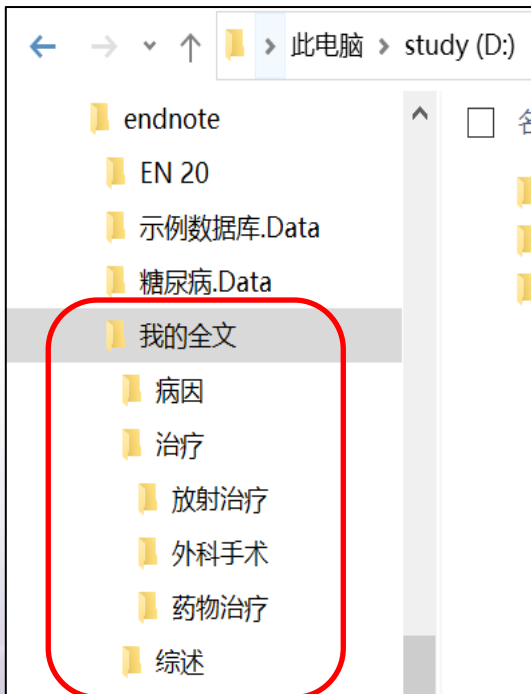 此电脑 study (D:)
endnote
EN 20
示例数据库.Data
糖尿病.Data
我的全文
病因
治疗
放射治疗
外科手术
药物治疗
综述